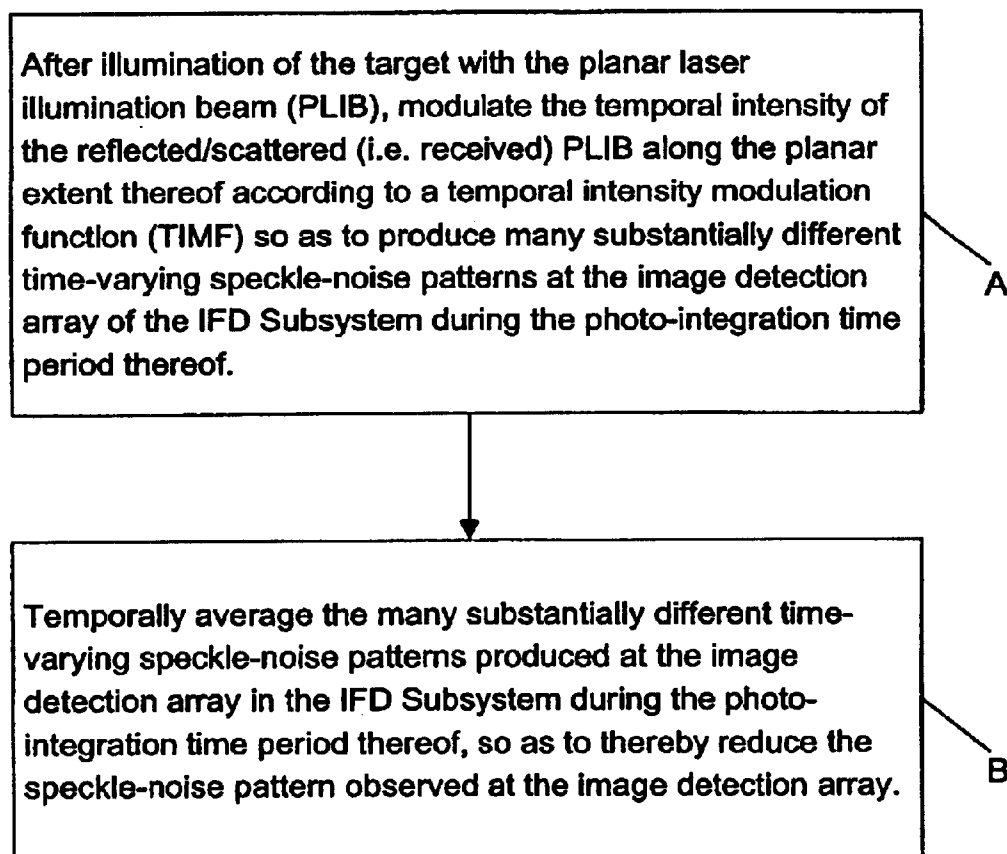 After illumination of the target with the planar laser
illumination beam (PLIB), modulate the temporal intensity of
the reflected/scattered (i.e. received) PLIB along the planar
extent thereof according to a temporal intensity modulation
function (TIMF) so as to produce many substantially different
time-varying speckle-noise patterns at the image detection
array of the IFD Subsystem during the photo-integration time
period thereof.
A
Temporally average the many substantially different time-
varying speckle-noise patterns produced at the image
detection array in the IFD Subsystem during the photo-
integration time period thereof, so as to thereby reduce the
speckle-noise pattern observed at the image detection array.
B